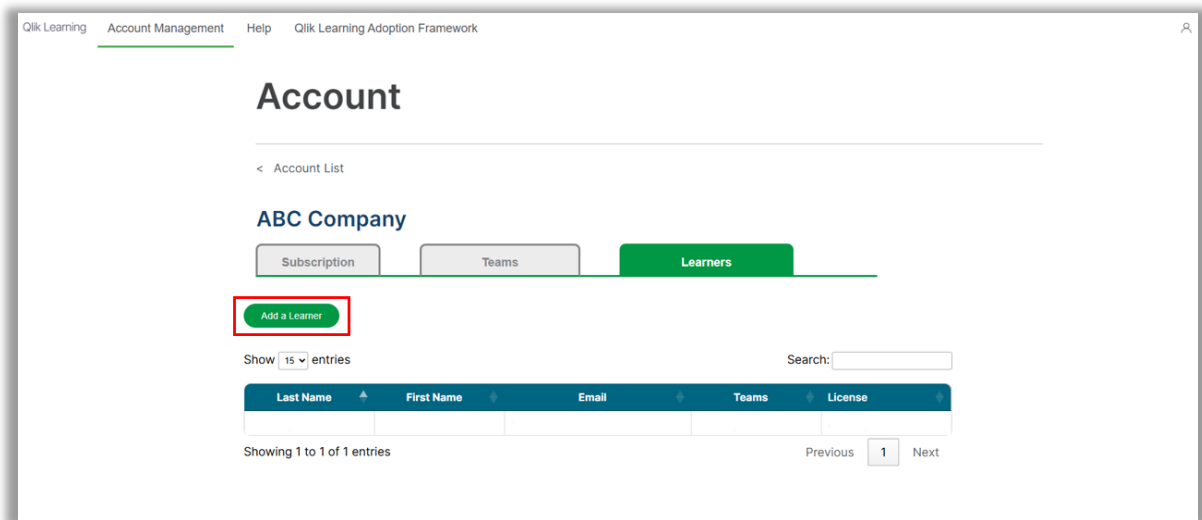 Qlik Learning Account Management Help Qlik Learning Adoption Framework
Account
< Account List
ABC Company
Subscription Teams Learners
Add a Learner
Show 15 entries Search:
Last Name First Name Email Teams License
Showing 1 to 1 of 1 entries Previous 1 Next